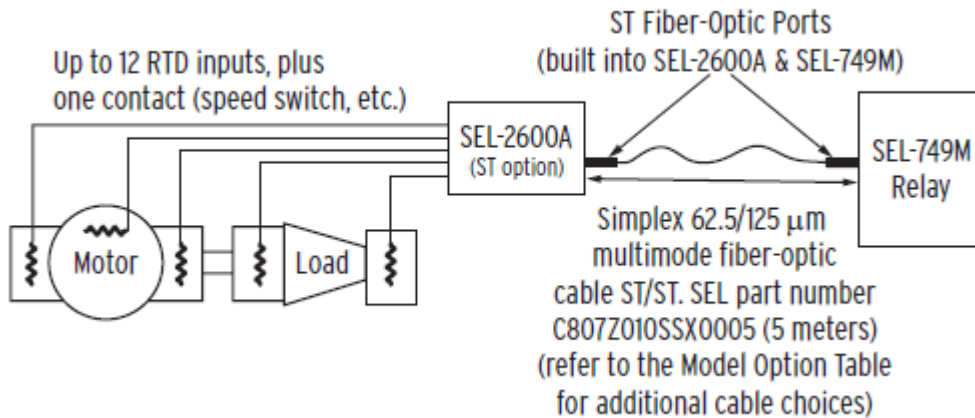 ST Fiber-Optic Ports
(built into SEL-2600A & SEL-749M)
Up to 12 RTD inputs, plus
one contact (speed switch, etc.)
SEL-2600A
(ST option)
SEL-749M
Relay
Motor
Load
Simplex 62.5/125 μm
multimode fiber-optic
cable ST/ST. SEL part number
C807Z010SSX0005 (5 meters)
(refer to the Model Option Table
for additional cable choices)